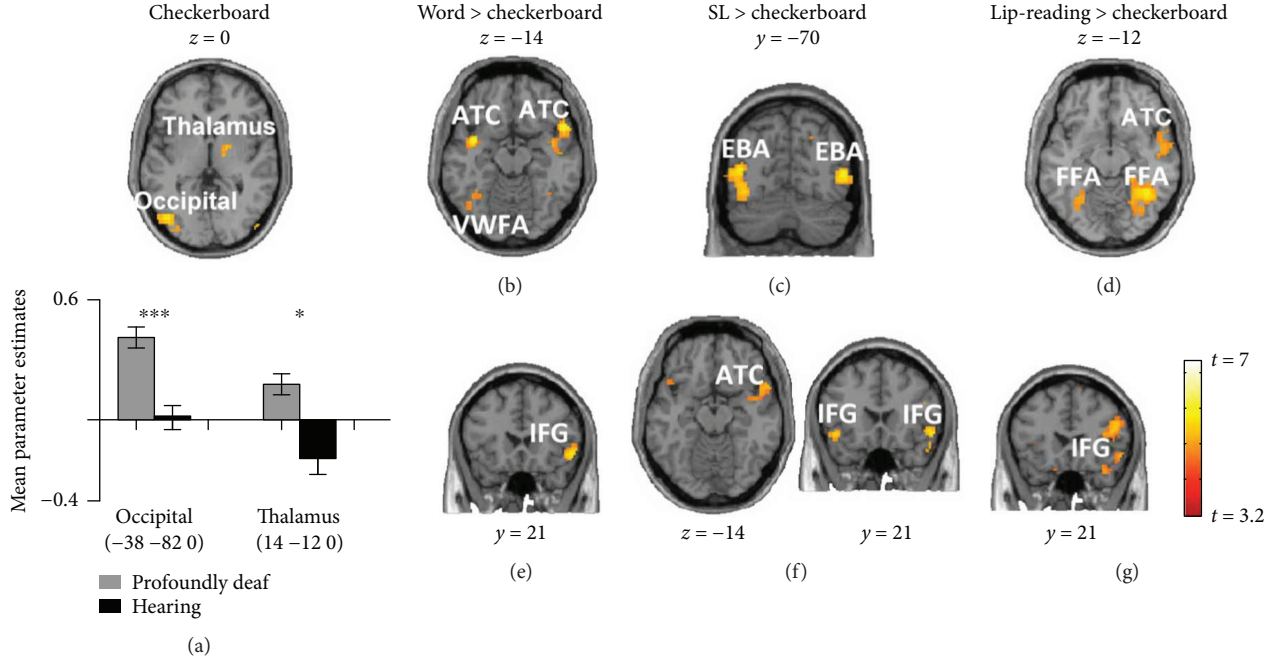 Checkerboard
z = 0
Thalamus
Occipital
Mean parameter estimates
0.6
−0.4
***
*
Occipital
(−38 −82 0)
Thalamus
(14 −12 0)
Profoundly deaf
Hearing
(a)
Word > checkerboard
z = −14
ATC
ATC
VWFA
(b)
SL > checkerboard
y = −70
EBA
EBA
(c)
Lip-reading > checkerboard
z = −12
ATC
FFA
FFA
(d)
IFG
y = 21
(e)
ATC
z = −14
IFG
IFG
y = 21
(f)
IFG
y = 21
(g)
t = 7
t = 3.2